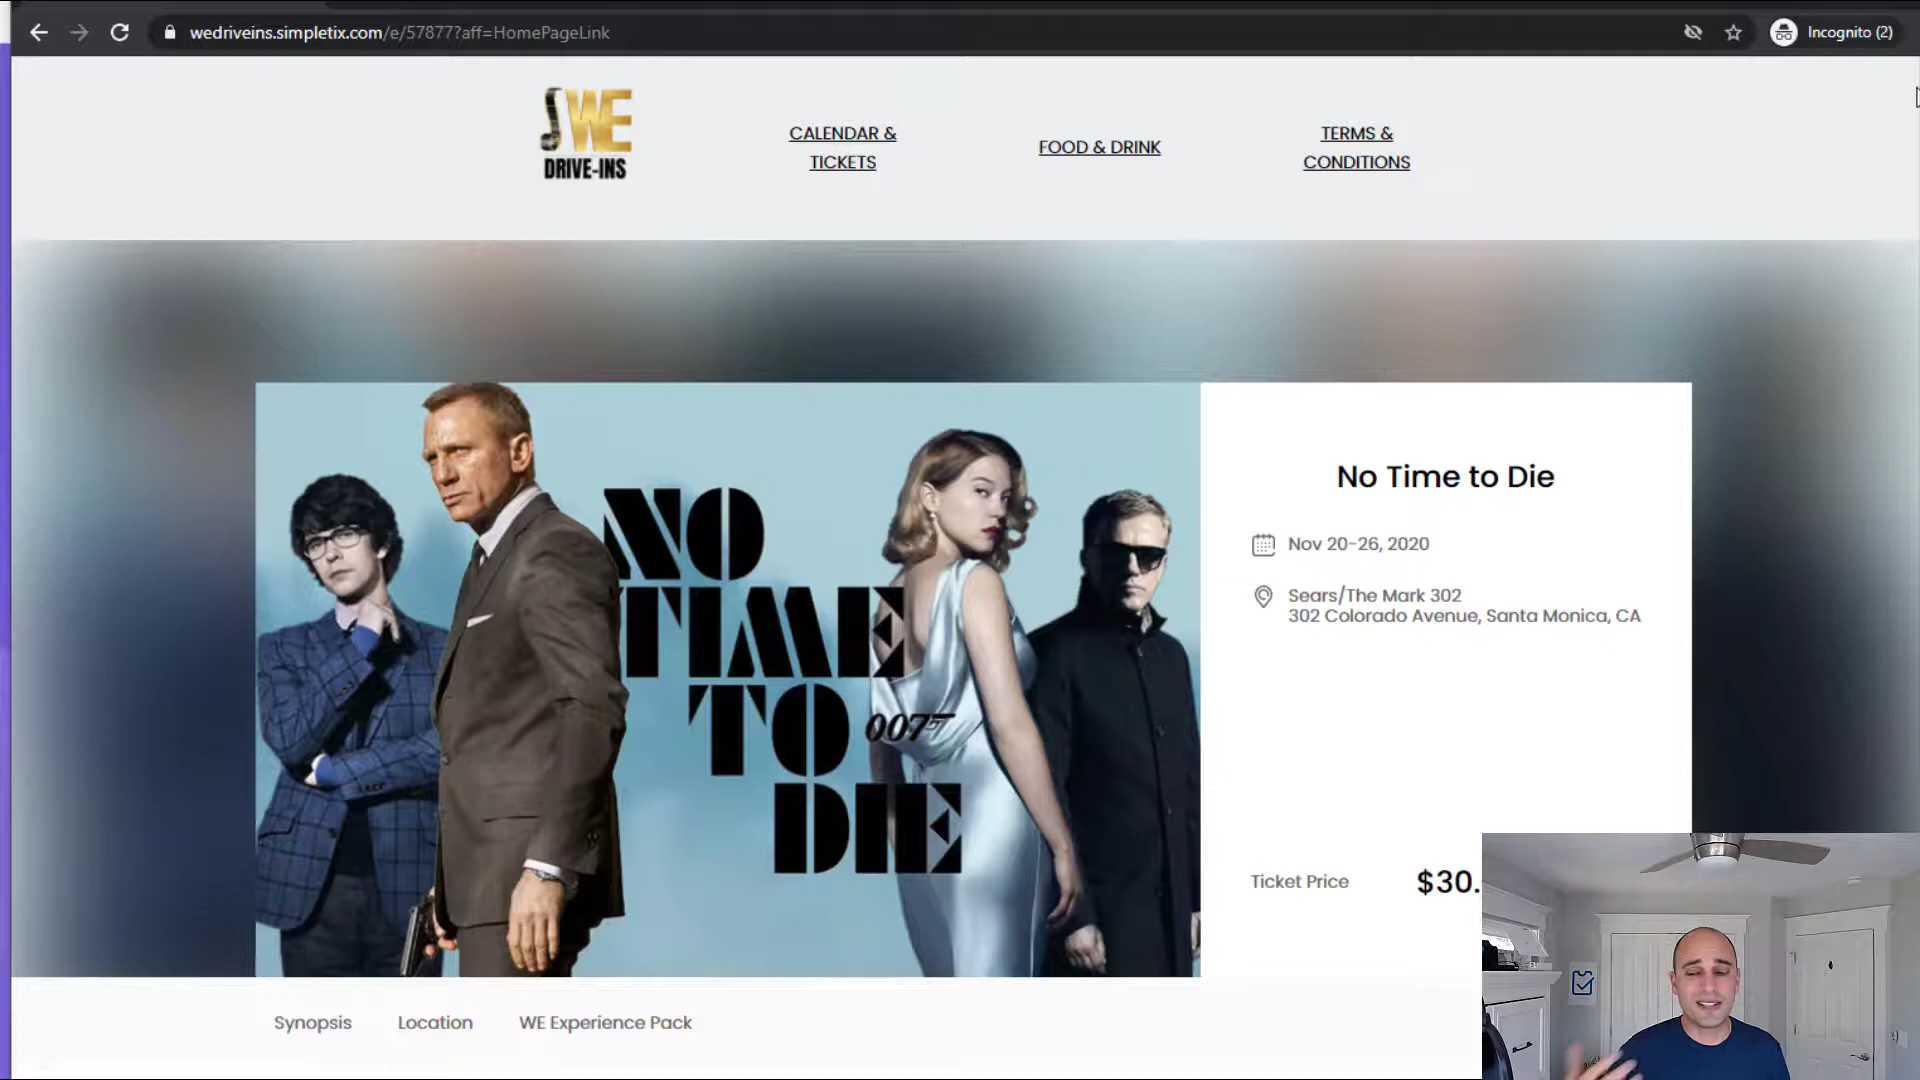 wedriveins.simpletix.com/e/57877?aff=HomePageLink
Incognito (2)
WE
DRIVE-INS
CALENDAR &
TICKETS
FOOD & DRINK
TERMS &
CONDITIONS
NO
TIME
TO
007
DIE
No Time to Die
Nov 20-26, 2020
Sears/The Mark 302
302 Colorado Avenue, Santa Monica, CA
Ticket Price
$30.
Synopsis
Location
WE Experience Pack